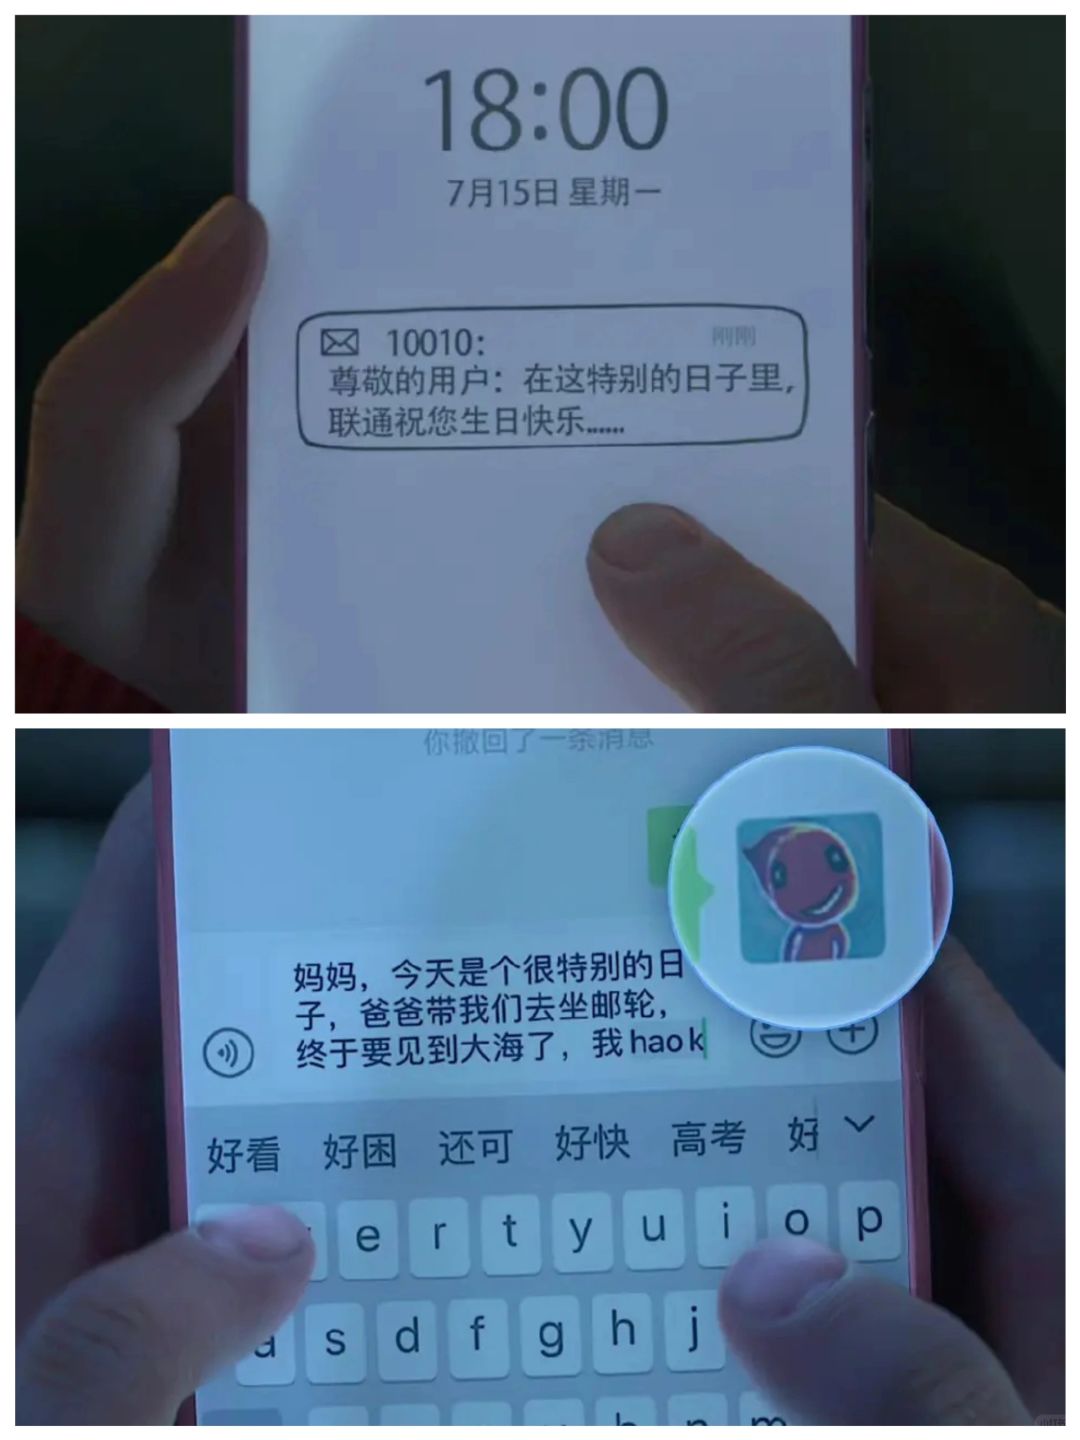 18:00
7月15日 星期一
10010：
刚刚
尊敬的用户：在这特别的日子里，
联通祝您生日快乐......
你撤回了一条消息
妈妈，今天是个很特别的日
子，爸爸带我们去坐邮轮，
终于要见到大海了，我hao k
好看 好困 还可 好快 高考 好
e r t y u i o p
a s d f g h j
b n m